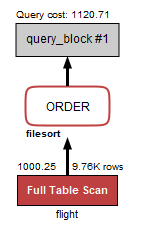 Query cost: 1120.71
query_block #1
ORDER
filesort
1000.25 9.76K rows
Full Table Scan
flight